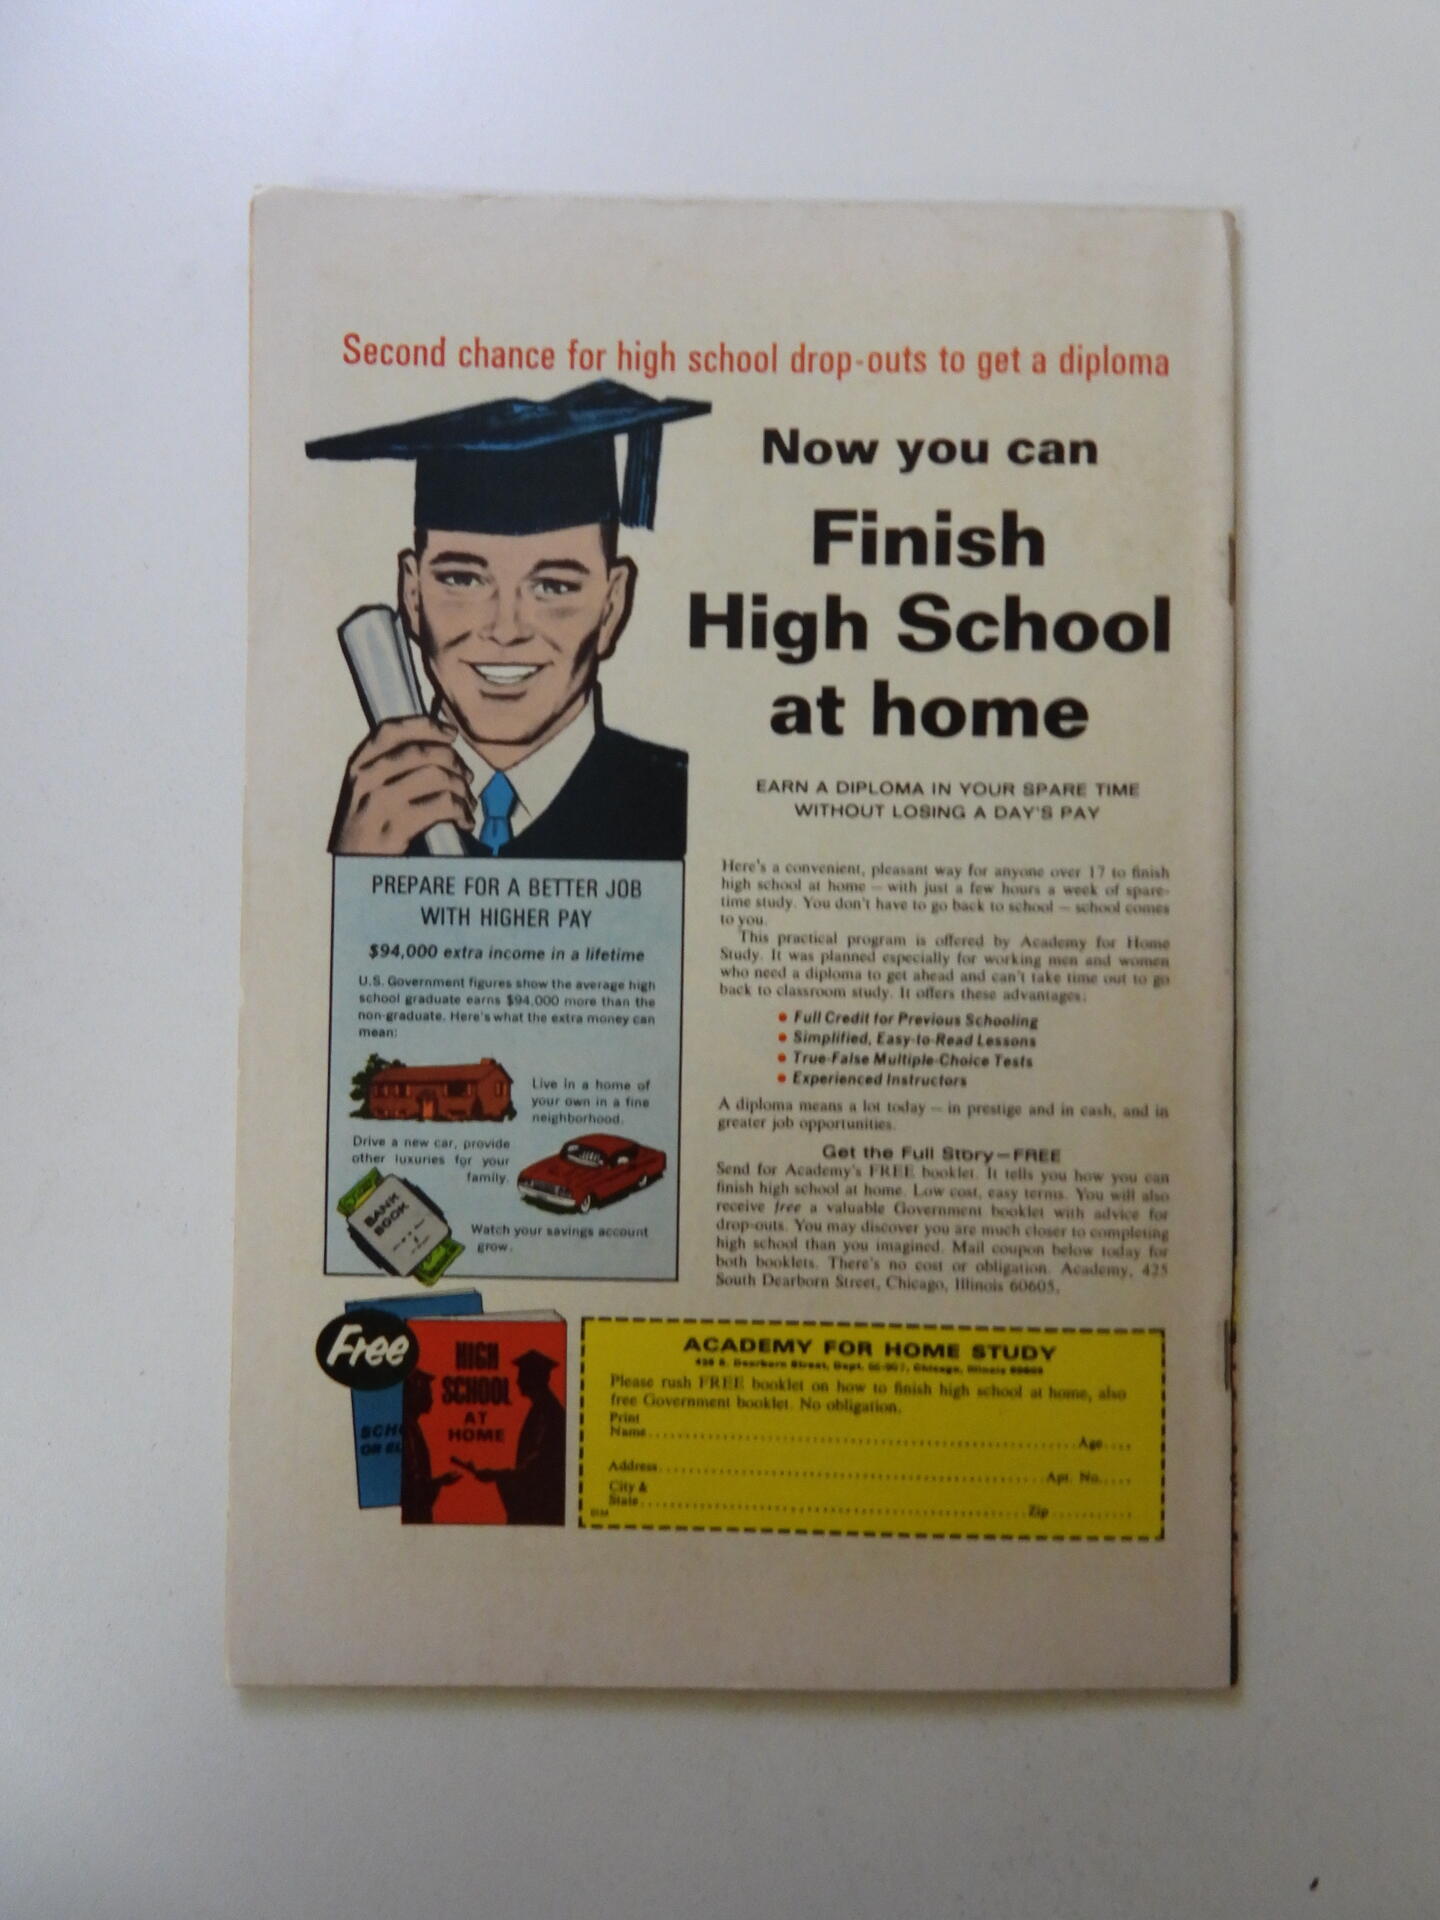 Second chance for high school drop-outs to get a diploma
Now you can
Finish
High School
at home
EARN A DIPLOMA IN YOUR SPARE TIME
WITHOUT LOSING A DAY'S PAY
PREPARE FOR A BETTER JOB
WITH HIGHER PAY
$94,000 extra income in a lifetime
U.S. Government figures show the average high
school graduate earns $94,000 more than the
non-graduate. Here's what the extra money can
mean:
Live in a home of
your own in a fine
neighborhood.
Drive a new car, provide
other luxuries for your
family.
BANK
BOOK
Watch your savings account
grow.
Here's a convenient, pleasant way for anyone over 17 to finish
high school at home — with just a few hours a week of spare-
time study. You don't have to go back to school — school comes
to you.
This practical program is offered by Academy for Home
Study. It was planned especially for working men and women
who need a diploma to get ahead and can't take time out to go
back to classroom study. It offers these advantages:
• Full Credit for Previous Schooling
• Simplified, Easy-to-Read Lessons
• True-False Multiple-Choice Tests
• Experienced Instructors
A diploma means a lot today — in prestige and in cash, and in
greater job opportunities.
Get the Full Story—FREE
Send for Academy's FREE booklet. It tells you how you can
finish high school at home. Low cost, easy terms. You will also
receive free a valuable Government booklet with advice for
drop-outs. You may discover you are much closer to completing
high school than you imagined. Mail coupon below today for
both booklets. There's no cost or obligation. Academy, 425
South Dearborn Street, Chicago, Illinois 60605.
Free
HIGH
SCHOOL
AT
HOME
ACADEMY FOR HOME STUDY
S. Dearborn Street, Dept. Chicago, Illinois
Please rush FREE booklet on how to finish high school at home, also
free Government booklet. No obligation.
Print
Name Age
Address Apt. No.
City &
State Zip